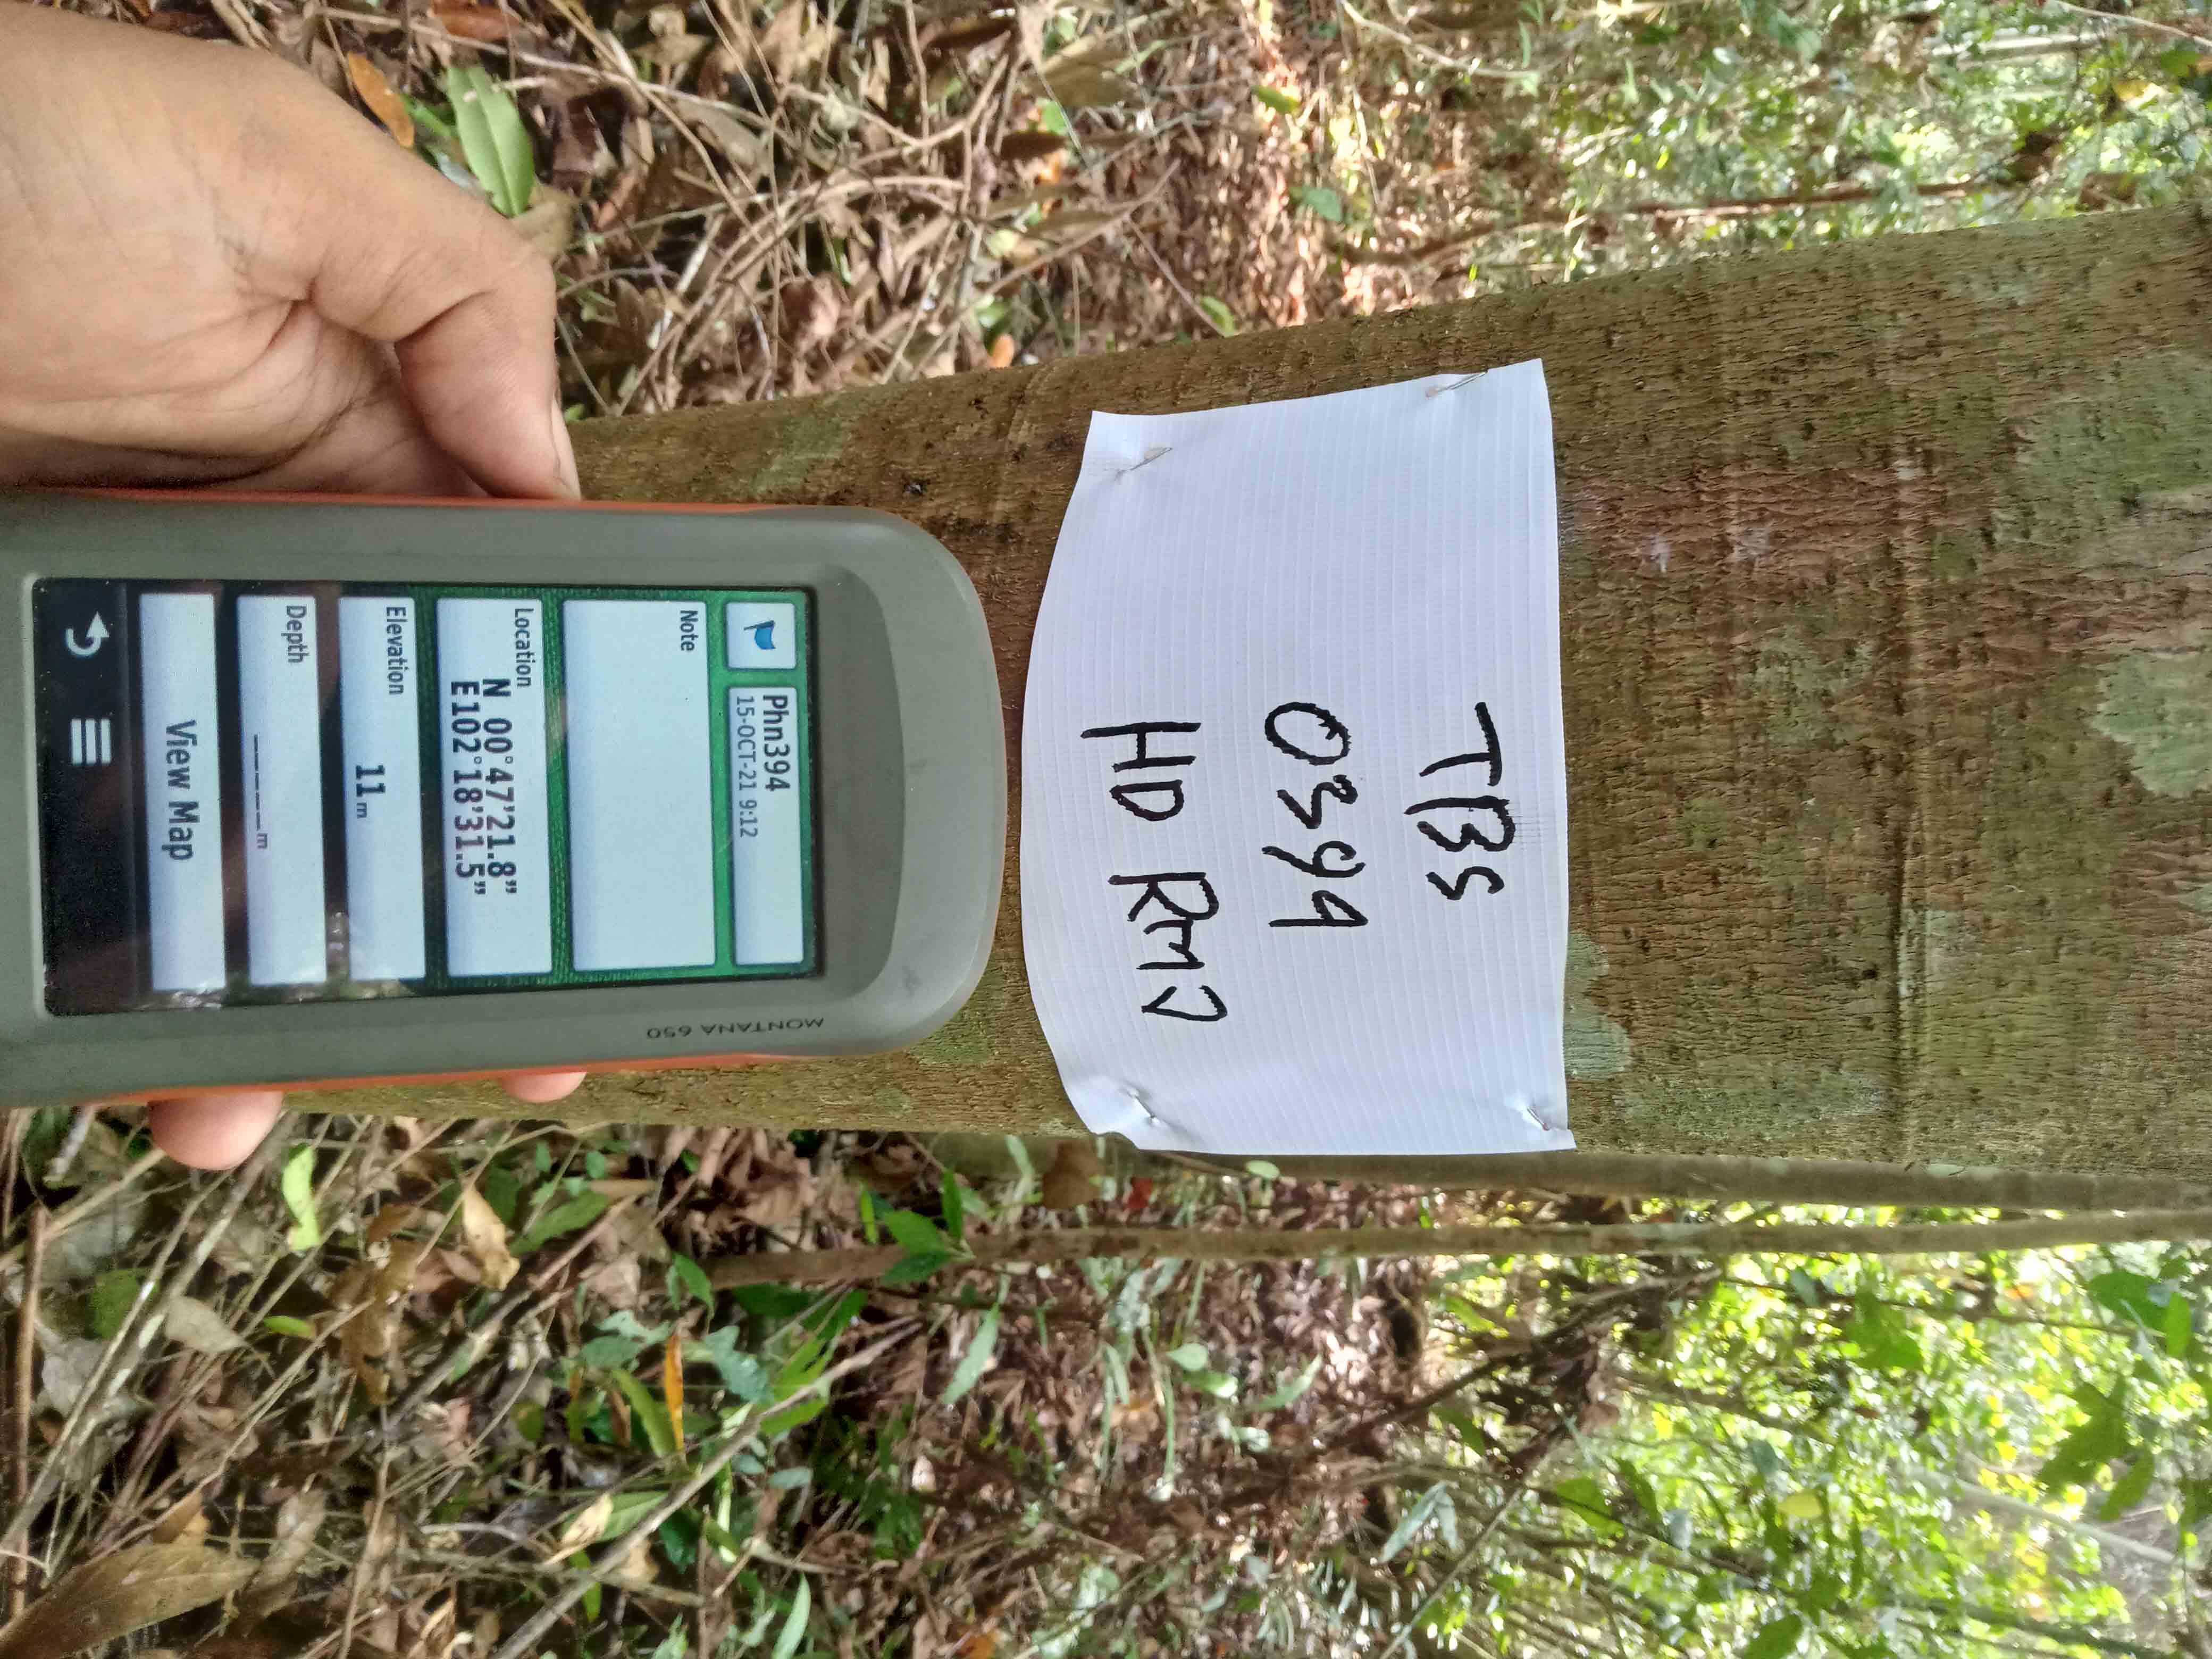 TBS
0394
HD RMJ
MONTANA 650
Phn394
15-OCT-21 9:12
Note
Location
N 00°47'21.8"
E102°18'31.5"
Elevation
11m
Depth
_____m
View Map